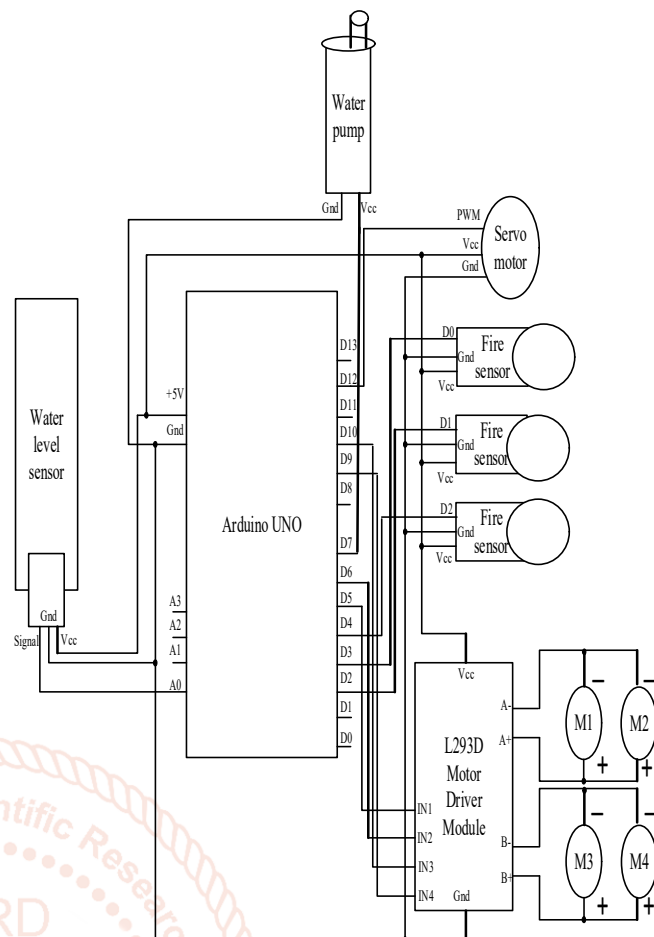 Water
pump
Gnd
Vcc
PWM
Vcc
Gnd
Servo
motor
D0
Gnd
Vcc
Fire
sensor
D1
Gnd
Vcc
Fire
sensor
D2
Gnd
Vcc
Fire
sensor
Water
level
sensor
Gnd
Signal
Vcc
+5V
Gnd
A3
A2
A1
A0
Arduino UNO
D13
D12
D11
D10
D9
D8
D7
D6
D5
D4
D3
D2
D1
D0
Vcc
L293D
Motor
Driver
Module
IN1
IN2
IN3
IN4
Gnd
A-
A+
B-
B+
−
−
M1
M2
+
+
−
−
M3
M4
+
+
ntific Resear
RD